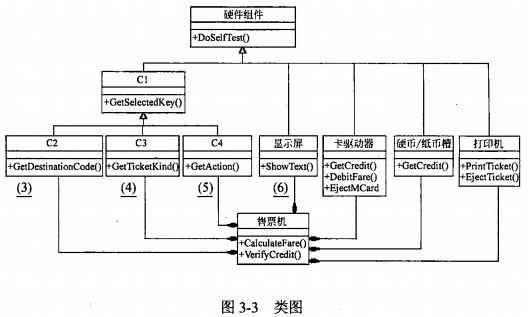 硬件组件
+DoSelfTest()
C1
+GetSelectedKey()
C2
+GetDestinationCode()
C3
+GetTicketKind()
C4
+GetAction()
显示屏
+ShowText()
卡驱动器
+GetCredit()
+DebitFare()
+EjectMCard
硬币/纸币槽
+GetCredit()
打印机
+PrintTicket()
+EjectTicket()
(3)
(4)
(5)
(6)
售票机
+CalculateFare()
+VerifyCredit()
图 3-3 类图